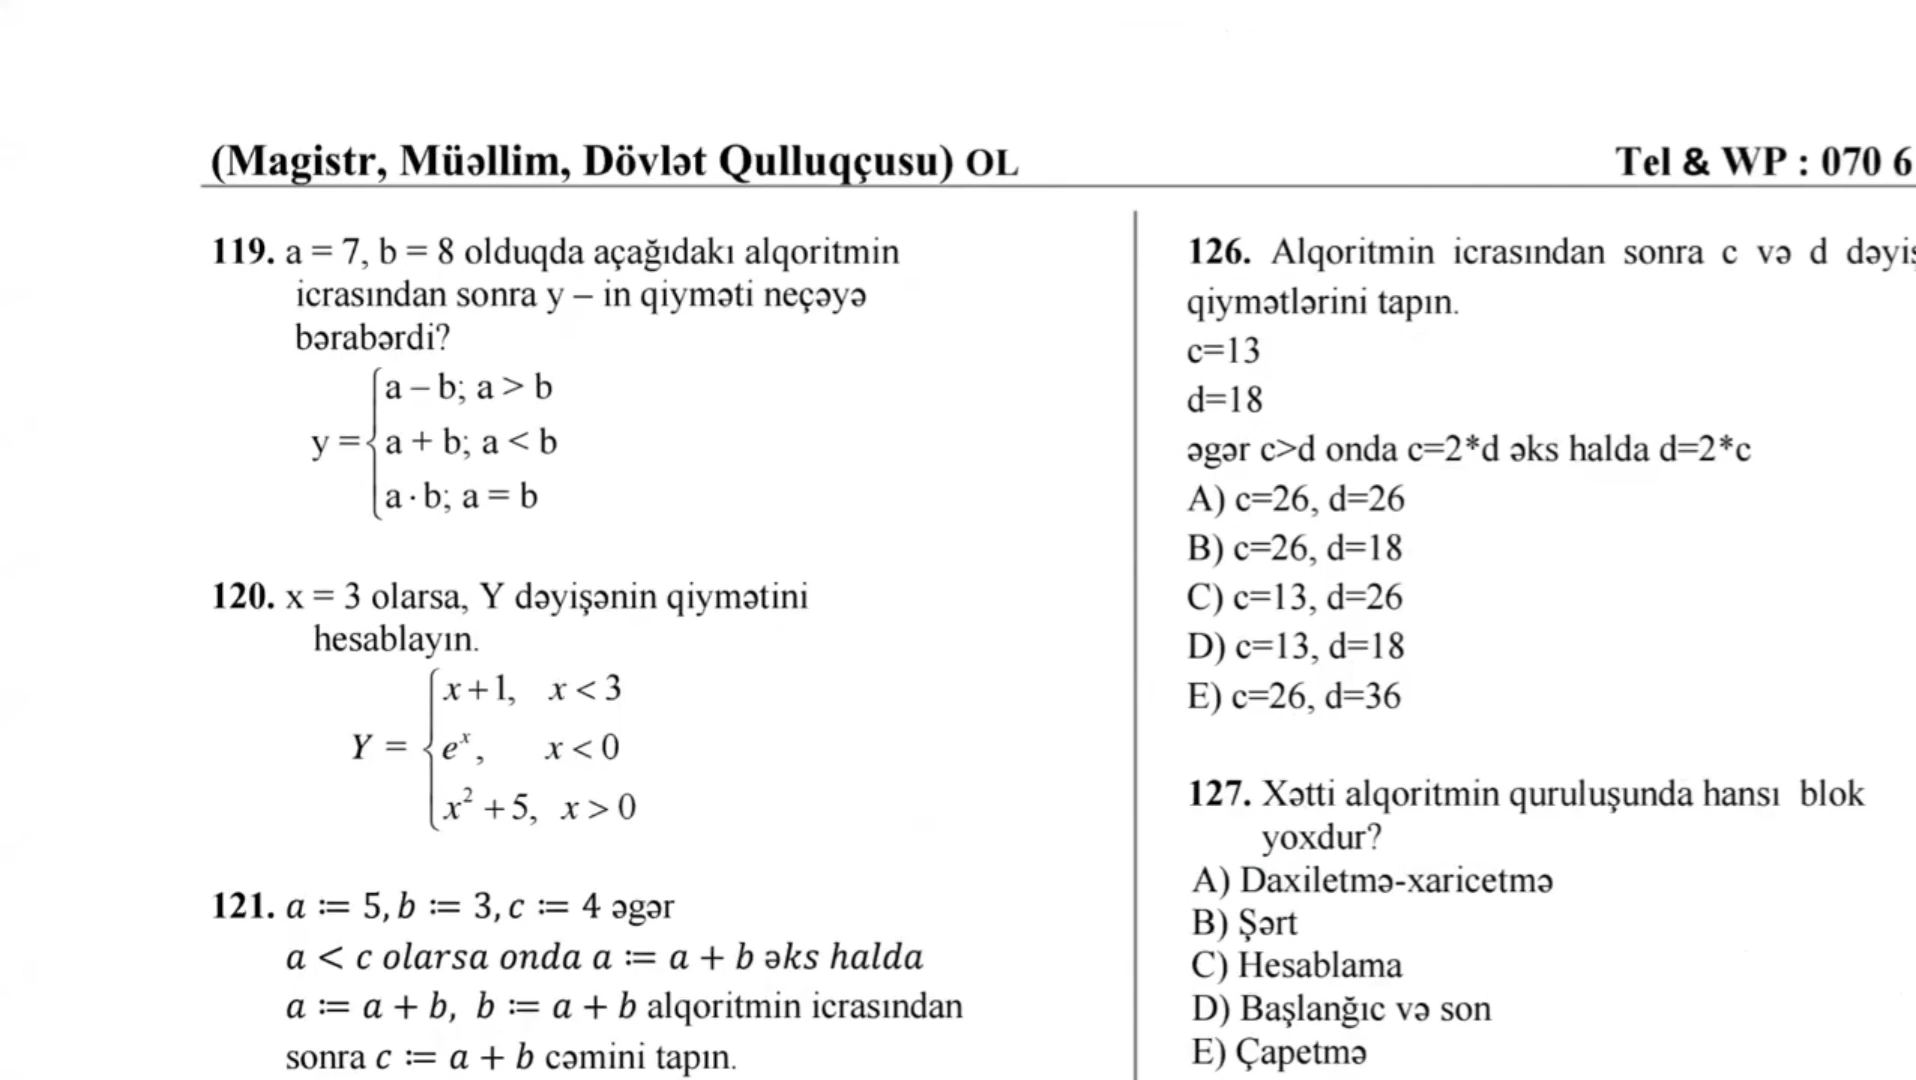 (Magistr, Müəllim, Dövlət Qulluqçusu) OL
Tel & WP : 070 6
119. a = 7, b = 8 olduqda açağıdakı alqoritmin
icrasından sonra y – in qiyməti neçəyə
bərabərdi?
a – b; a > b
y = a + b; a < b
a · b; a = b
120. x = 3 olarsa, Y dəyişənin qiymətini
hesablayın.
x + 1, x < 3
Y = eˣ, x < 0
x² + 5, x > 0
121. a := 5, b := 3, c := 4 əgər
a < c olarsa onda a := a + b əks halda
a := a + b, b := a + b alqoritmin icrasından
sonra c := a + b cəmini tapın.
126. Alqoritmin icrasından sonra c və d
qiymətlərini tapın.
c=13
d=18
əgər c>d onda c=2*d əks halda d=2*c
A) c=26, d=26
B) c=26, d=18
C) c=13, d=26
D) c=13, d=18
E) c=26, d=36
127. Xətti alqoritmin quruluşunda hansı blok
yoxdur?
A) Daxiletmə-xaricetmə
B) Şərt
C) Hesablama
D) Başlanğıc və son
E) Çapetmə